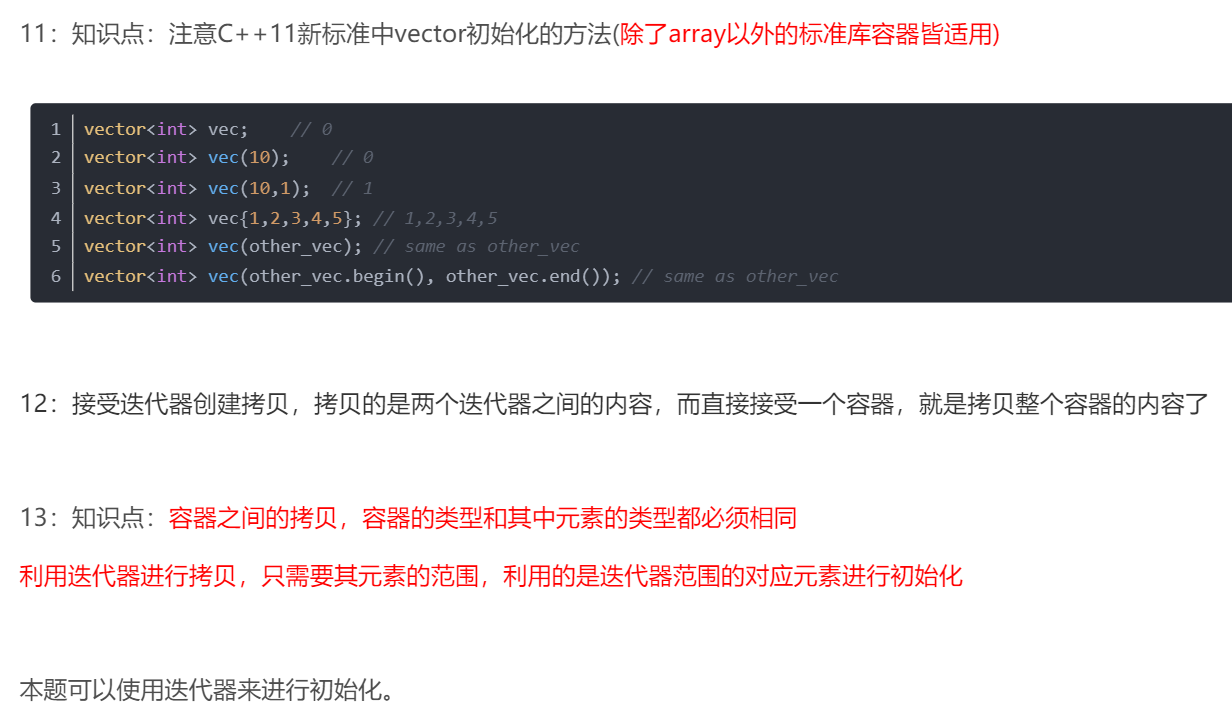 11：知识点：注意C++11新标准中vector初始化的方法(除了array以外的标准库容器皆适用)
1 vector<int> vec;    // 0
2 vector<int> vec(10);    // 0
3 vector<int> vec(10,1);  // 1
4 vector<int> vec{1,2,3,4,5}; // 1,2,3,4,5
5 vector<int> vec(other_vec); // same as other_vec
6 vector<int> vec(other_vec.begin(), other_vec.end()); // same as other_vec
12：接受迭代器创建拷贝，拷贝的是两个迭代器之间的内容，而直接接受一个容器，就是拷贝整个容器的内容了
13：知识点：容器之间的拷贝，容器的类型和其中元素的类型都必须相同
利用迭代器进行拷贝，只需要其元素的范围，利用的是迭代器范围的对应元素进行初始化
本题可以使用迭代器来进行初始化。